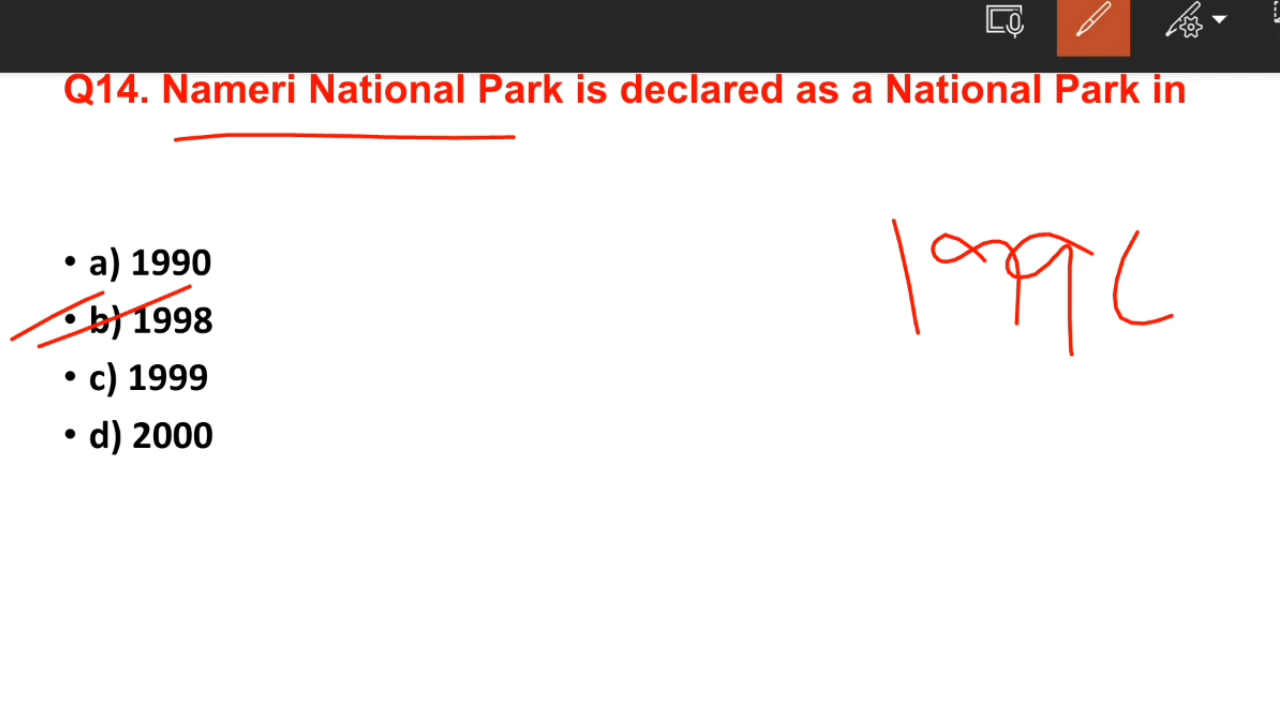 Q14. Nameri National Park is declared as a National Park in
• a) 1990
• b) 1998
• c) 1999
• d) 2000